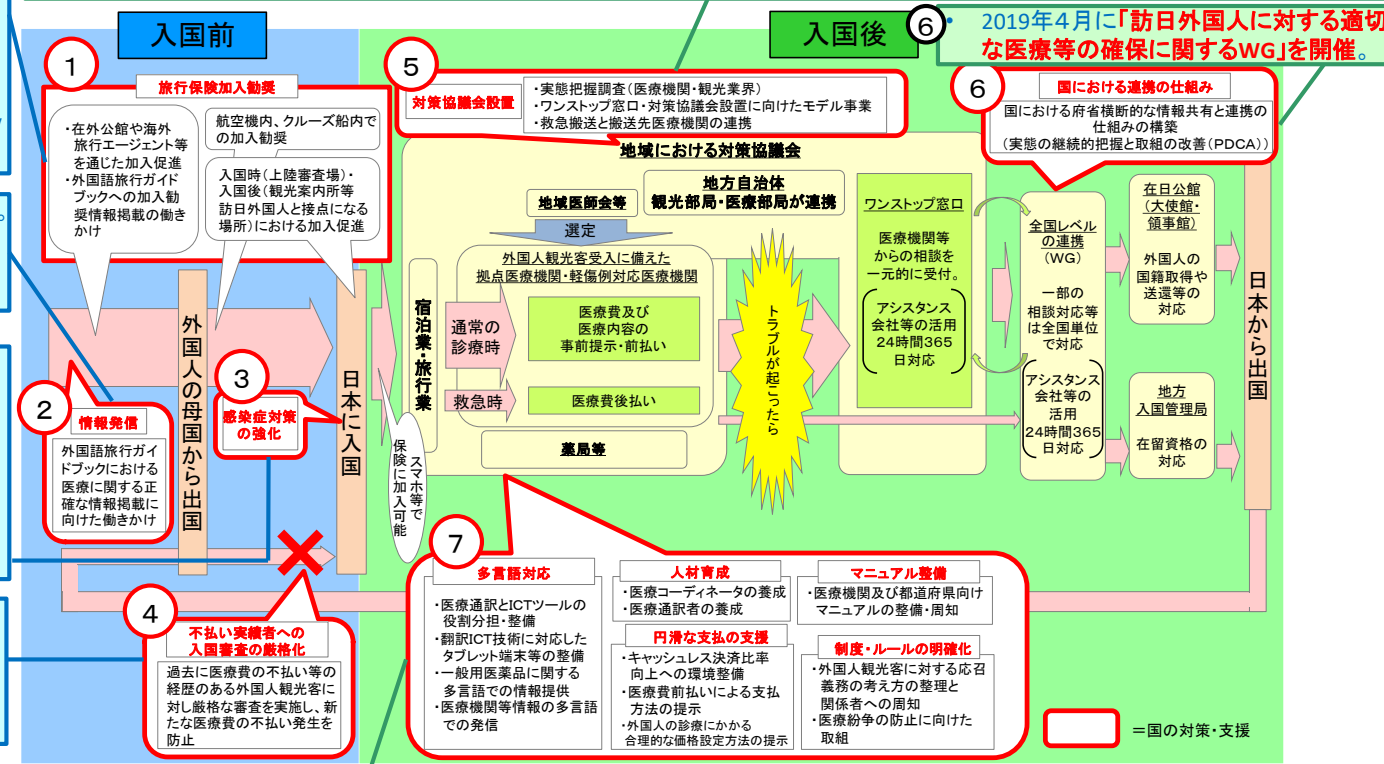 入国前
入国後
⑥
• 2019年4月に「訪日外国人に対する適切
な医療等の確保に関するWG」を開催。
①
旅行保険加入勧奨
・在外公館や海外
旅行エージェント等
を通じた加入促進
・外国語旅行ガイド
ブックへの加入勧
奨情報掲載の働き
かけ
航空機内、クルーズ船内で
の加入勧奨
入国時(上陸審査場)・
入国後(観光案内所等
訪日外国人と接点になる
場所)における加入促進
⑤
対策協議会設置
・実態把握調査(医療機関・観光業界)
・ワンストップ窓口・対策協議会設置に向けたモデル事業
・救急搬送と搬送先医療機関の連携
⑥
国における連携の仕組み
国における府省横断的な情報共有と連携の
仕組みの構築
(実態の継続的把握と取組の改善(PDCA))
地域における対策協議会
地域医師会等
地方自治体
観光部局・医療部局が連携
選定
外国人観光客受入に備えた
拠点医療機関・軽傷例対応医療機関
宿泊業・旅行業
通常の
診療時
医療費及び
医療内容の
事前提示・前払い
救急時
医療費後払い
薬局等
トラブルが起こったら
ワンストップ窓口
医療機関等
からの相談を
一元的に受付。
アシスタンス
会社等の活用
24時間365
日対応
全国レベル
の連携
(WG)
一部の
相談対応等
は全国単位
で対応
アシスタンス
会社等の
活用
24時間365
日対応
在日公館
(大使館・
領事館)
外国人の
国籍取得や
送還等の
対応
地方
入国管理局
在留資格の
対応
日本から出国
外国人の母国から出国
日本に入国
スマホ等で
保険に加入可能
②
情報発信
外国語旅行ガイ
ドブックにおける
医療に関する正
確な情報掲載に
向けた働きかけ
③
感染症対策
の強化
④
不払い実績者への
入国審査の厳格化
過去に医療費の不払い等の
経歴のある外国人観光客に
対し厳格な審査を実施し、新
たな医療費の不払い発生を
防止
⑦
多言語対応
・医療通訳とICTツールの
役割分担・整備
・翻訳ICT技術に対応した
タブレット端末等の整備
・一般用医薬品に関する
多言語での情報提供
・医療機関等情報の多言語
での発信
人材育成
・医療コーディネータの養成
・医療通訳者の養成
円滑な支払の支援
・キャッシュレス決済比率
向上への環境整備
・医療費前払いによる支払
方法の提示
・外国人の診療にかかる
合理的な価格設定方法の提示
マニュアル整備
・医療機関及び都道府県向け
マニュアルの整備・周知
制度・ルールの明確化
・外国人観光客に対する応召
義務の考え方の整理と
関係者への周知
・医療紛争の防止に向けた
取組
=国の対策・支援